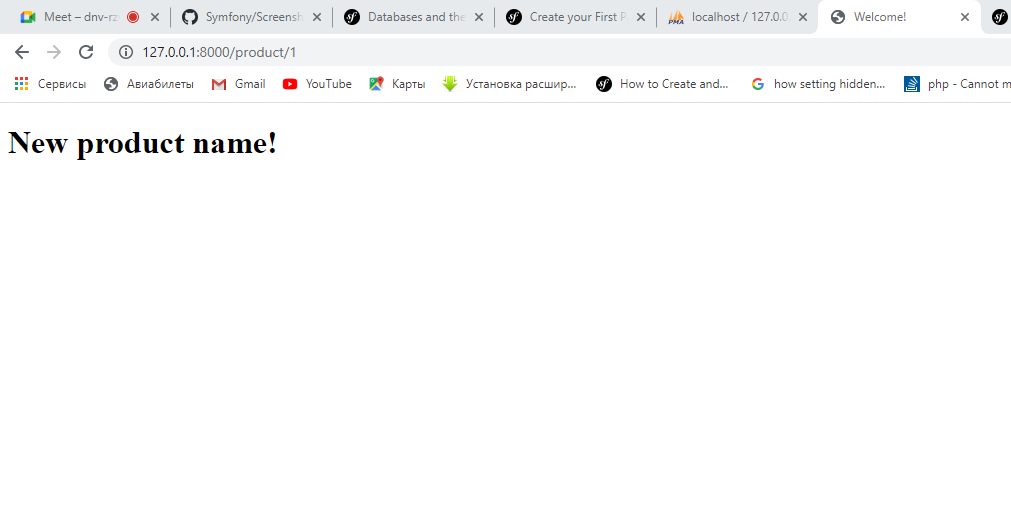 Meet – dnv-rz Symfony/Screensh Databases and the Create your First P localhost / 127.0.0 Welcome!
127.0.0.1:8000/product/1
Сервисы Авиабилеты Gmail YouTube Карты Установка расшир... How to Create and... how setting hidden... php - Cannot m
New product name!